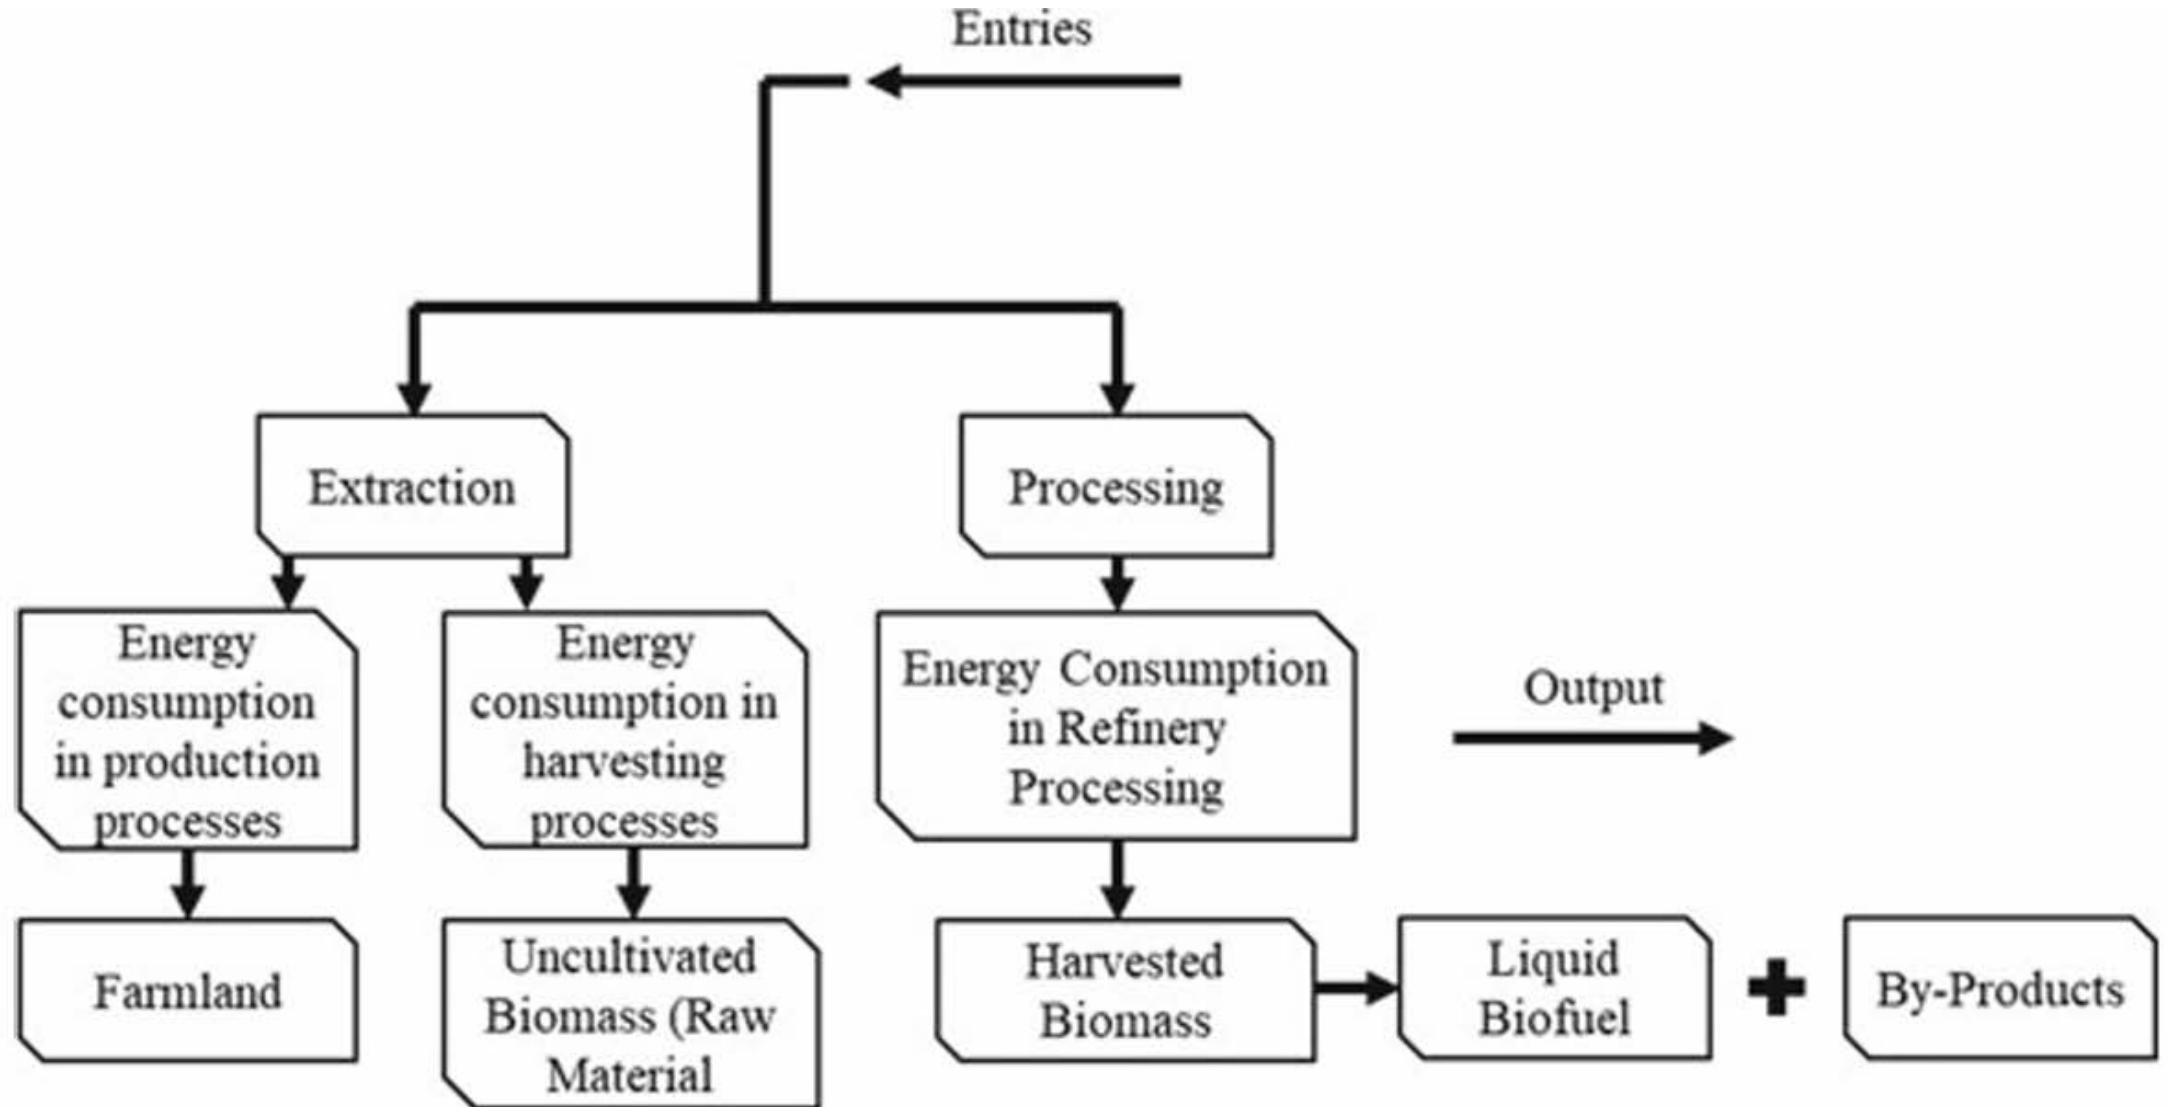 Entries
Extraction
Processing
Energy
consumption
in production
processes
Energy
consumption in
harvesting
processes
Energy Consumption
in Refinery
Processing
Output
Farmland
Uncultivated
Biomass (Raw
Material
Harvested
Biomass
Liquid
Biofuel
By-Products